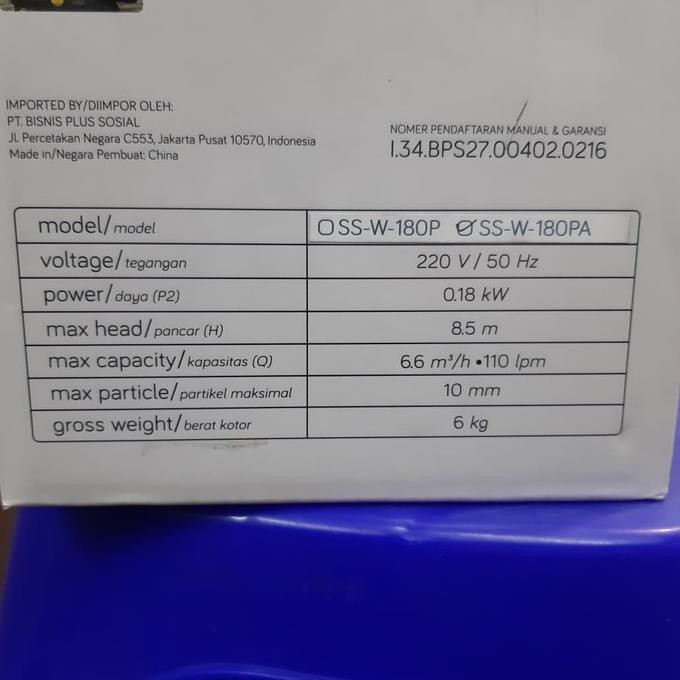 IMPORTED BY/DIIMPOR OLEH:
PT. BISNIS PLUS SOSIAL
JL Percetakan Negara C553, Jakarta Pusat 10570, Indonesia
Made in/Negara Pembuat: China
NOMER PENDAFTARAN MANUAL & GARANSI
I.34.BPS27.00402.0216
model/model SS-W-180P SS-W-180PA
voltage/tegangan 220 V / 50 Hz
power/daya (P2) 0.18 kW
max head/pancar (H) 8.5 m
max capacity/kapasitas (Q) 6.6 m³/h •110 lpm
max particle/partikel maksimal 10 mm
gross weight/berat kotor 6 kg